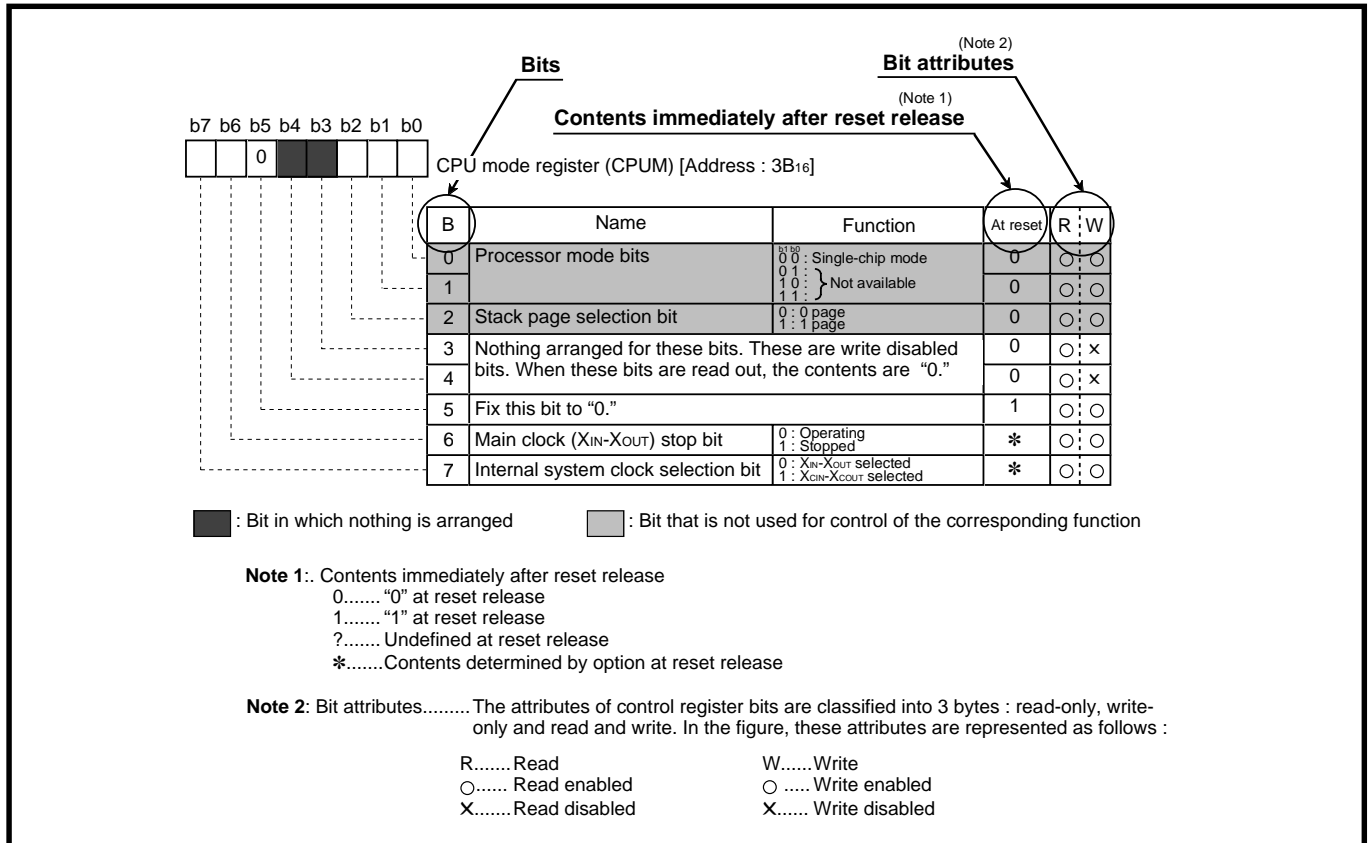 (Note 2)
Bits
Bit attributes
(Note 1)
Contents immediately after reset release
b7 b6 b5 b4 b3 b2 b1 b0
0
CPU mode register (CPUM) [Address : 3B16]
B Name Function At reset R W
0 Processor mode bits b1 b0 0 0 : Single-chip mode 0 ○ ○
0 1 :
1 0 : } Not available
1 1 :
1 0 ○ ○
2 Stack page selection bit 0 : 0 page 0 ○ ○
1 : 1 page
3 Nothing arranged for these bits. These are write disabled 0 ○ ×
4 bits. When these bits are read out, the contents are “0.” 0 ○ ×
5 Fix this bit to “0.” 1 ○ ○
6 Main clock (XIN-XOUT) stop bit 0 : Operating ✻ ○ ○
1 : Stopped
7 Internal system clock selection bit 0 : XIN-XOUT selected ✻ ○ ○
1 : XCIN-XCOUT selected
: Bit in which nothing is arranged : Bit that is not used for control of the corresponding function
Note 1:. Contents immediately after reset release
0....... “0” at reset release
1....... “1” at reset release
?....... Undefined at reset release
✻.......Contents determined by option at reset release
Note 2: Bit attributes.........The attributes of control register bits are classified into 3 bytes : read-only, write-
only and read and write. In the figure, these attributes are represented as follows :
R.......Read W......Write
○...... Read enabled ○ ..... Write enabled
×.......Read disabled ×...... Write disabled